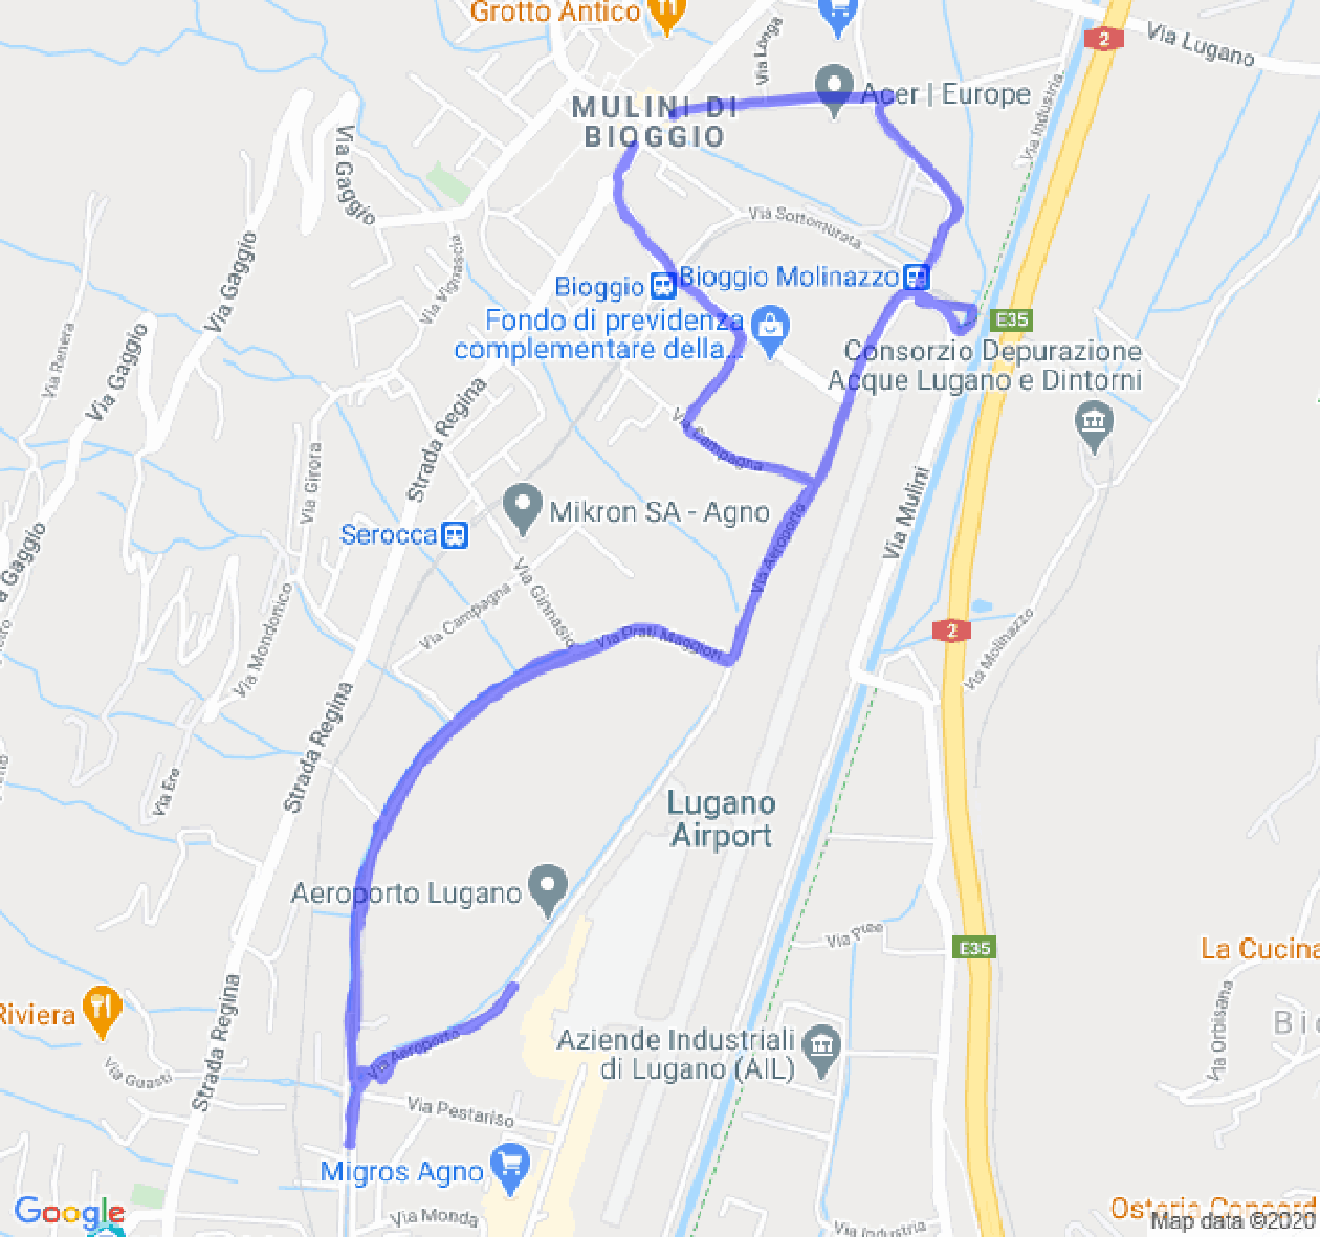 Grotto Antico
Via Longa
2
Via Lugano
MULINI DI
BIOGGIO
Acer | Europe
Via Industria
Via Gaggio
Via Gaggio
Via Vignascia
Via Sottomurata
Bioggio
Bioggio Molinazzo
Fondo di previdenza
complementare della...
E35
Consorzio Depurazione
Acque Lugano e Dintorni
Via Renera
Via Gaggio
Strada Regina
Via Campagna
Via Girora
Mikron SA - Agno
Via Mulini
Serocca
Via Aeroporto
a Gaggio
Via Ginnasio
Via Campagna
Via Mondonico
Via Prati Maggiori
2
Via Molinazzo
Strada Regina
Via Ere
Lugano
Airport
Aeroporto Lugano
Via Pree
E35
La Cucina
Riviera
Strada Regina
Via Aeroporto
Aziende Industriali
di Lugano (AIL)
Via Orbisana
Bio
Via Guasti
Via Pestariso
Migros Agno
Google
Via Monda
Via Industria
Osteria Concord
Map data ©2020